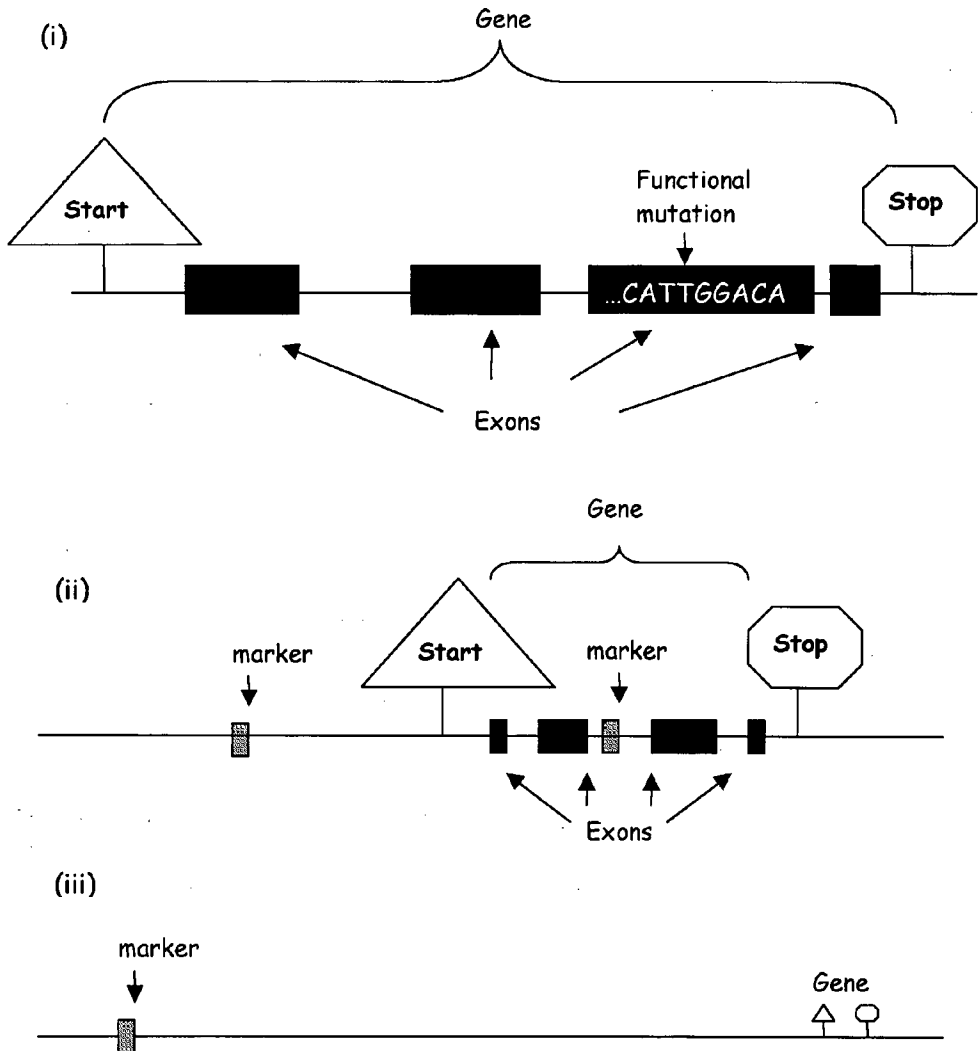 (i)
Gene
Start
Functional
mutation
Stop
...CATTGGACA
Exons
(ii)
Gene
marker
Start
marker
Stop
Exons
(iii)
marker
Gene